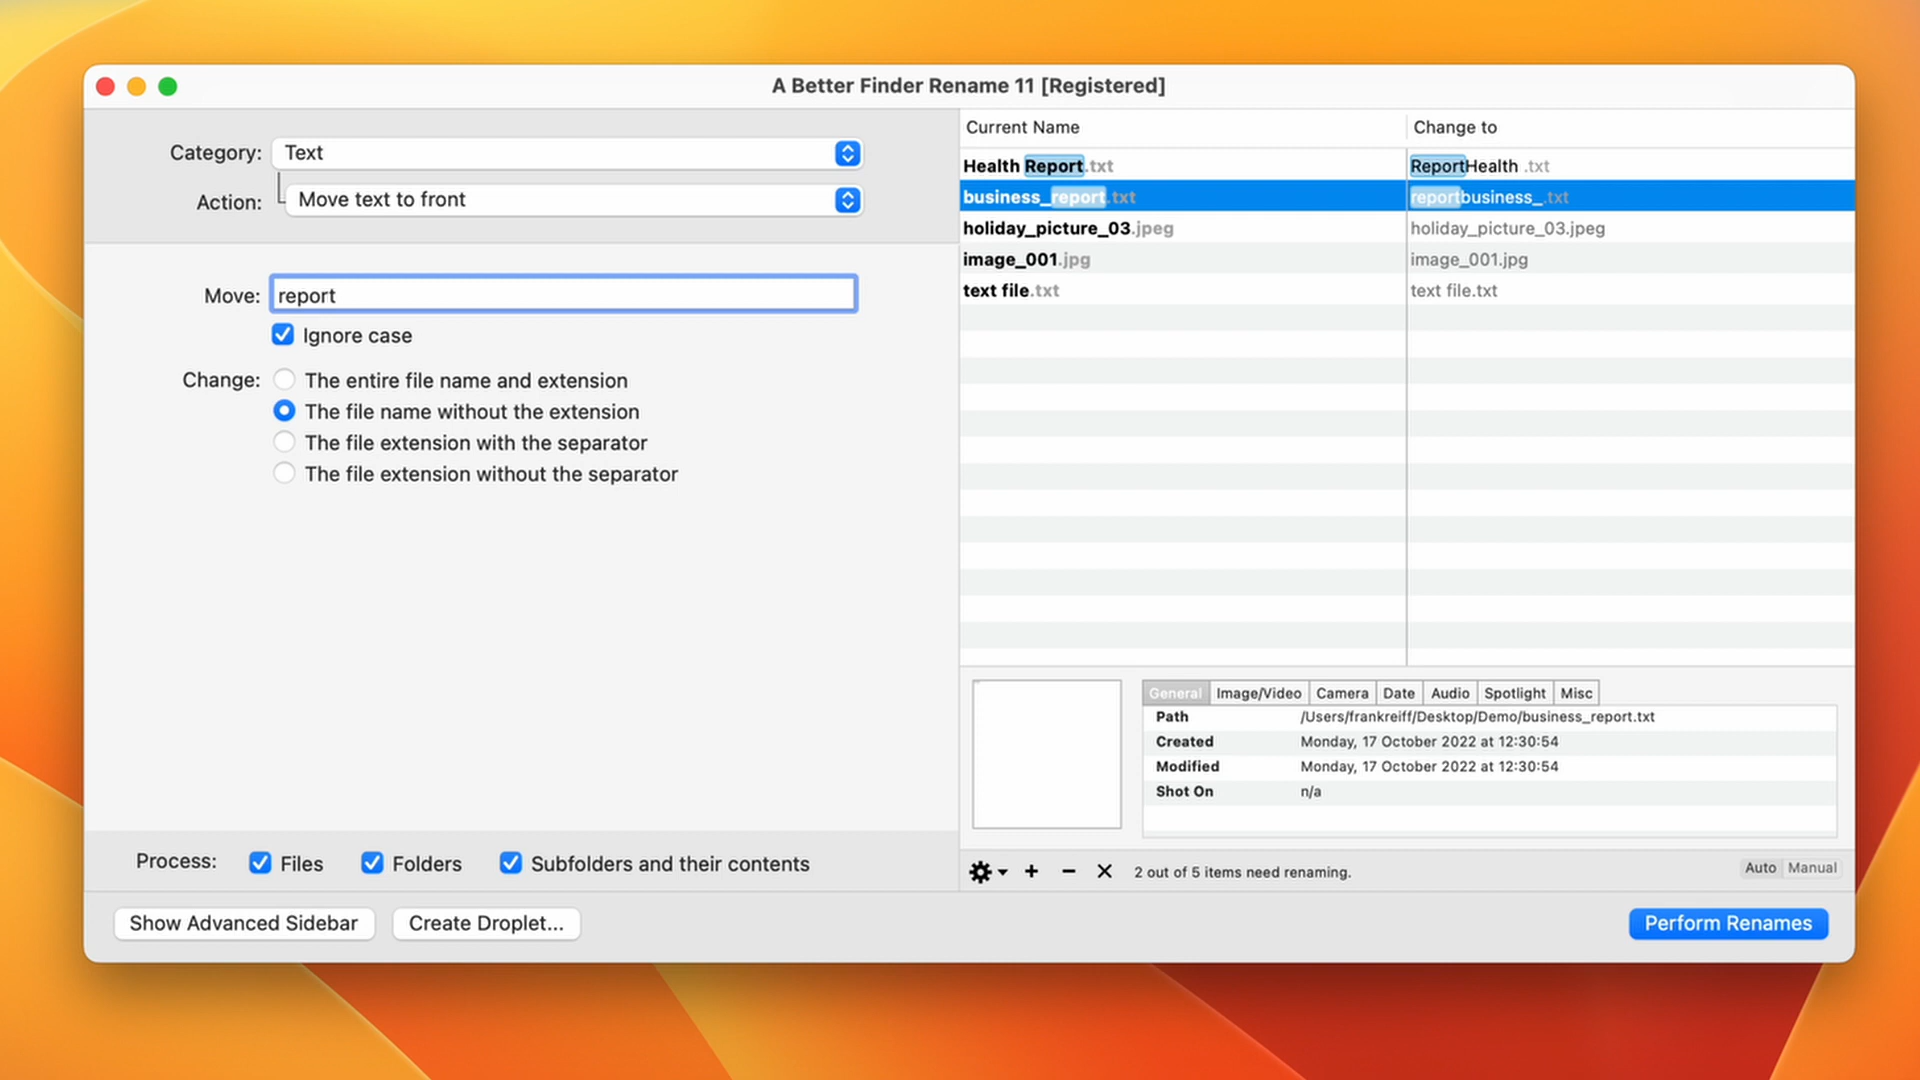 A Better Finder Rename 11 [Registered]
Category: Text
Action: Move text to front
Move: report
Ignore case
Change: The entire file name and extension
The file name without the extension
The file extension with the separator
The file extension without the separator
Process: Files Folders Subfolders and their contents
Show Advanced Sidebar Create Droplet...
Current Name Change to
Health Report.txt ReportHealth .txt
business_report.txt reportbusiness_.txt
holiday_picture_03.jpeg holiday_picture_03.jpeg
image_001.jpg image_001.jpg
text file.txt text file.txt
General Image/Video Camera Date Audio Spotlight Misc
Path /Users/frankreiff/Desktop/Demo/business_report.txt
Created Monday, 17 October 2022 at 12:30:54
Modified Monday, 17 October 2022 at 12:30:54
Shot On n/a
2 out of 5 items need renaming. Auto Manual
Perform Renames